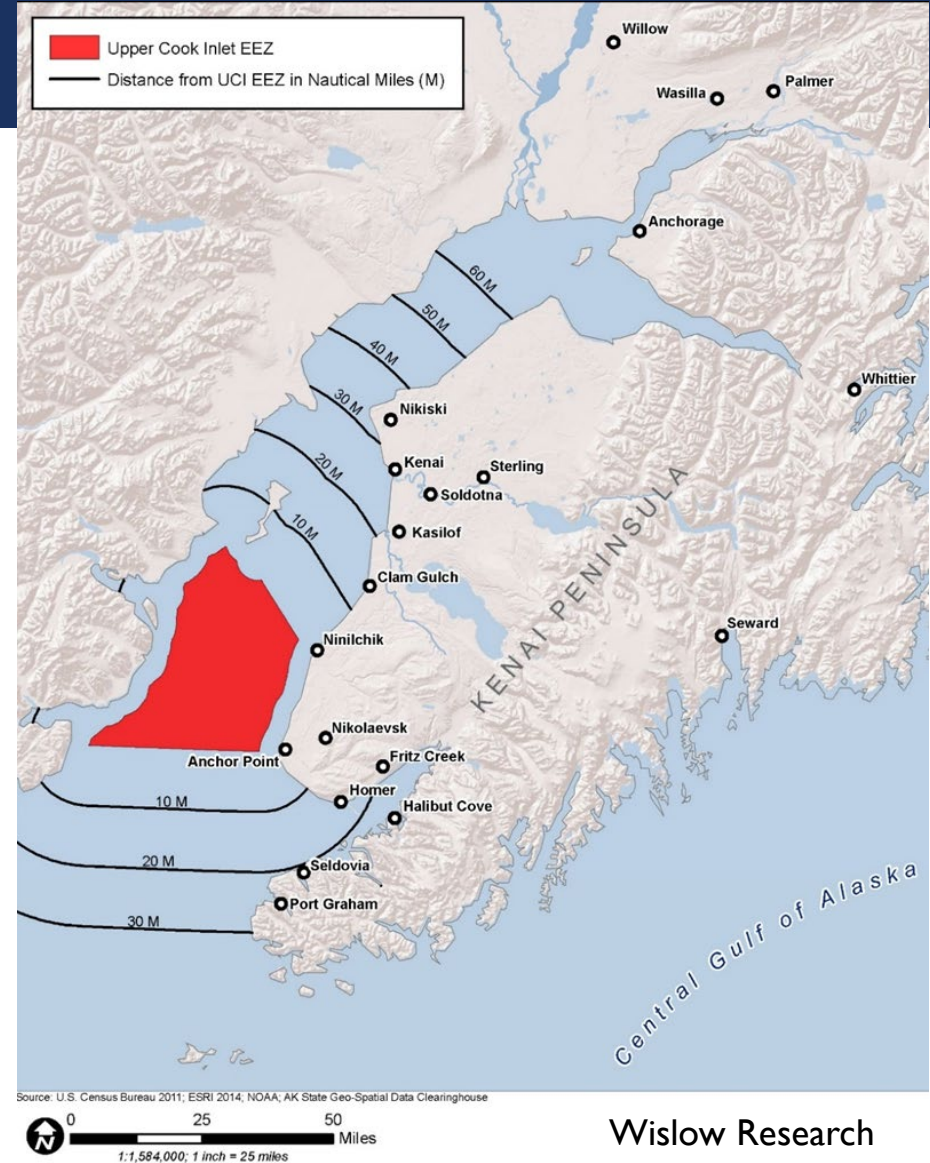 Upper Cook Inlet EEZ
Distance from UCI EEZ in Nautical Miles (M)
Willow
Wasilla
Palmer
Anchorage
60 M
50 M
40 M
30 M
Whittier
Nikiski
20 M
Kenai
Sterling
Soldotna
10 M
Kasilof
Clam Gulch
KENAI PENINSULA
Seward
Ninilchik
Nikolaevsk
Anchor Point
Fritz Creek
Homer
10 M
Halibut Cove
20 M
Seldovia
Port Graham
30 M
Central Gulf of Alaska
Source: U.S. Census Bureau 2011; ESRI 2014; NOAA; AK State Geo-Spatial Data Clearinghouse
N
0 25 50
Miles
1:1,584,000; 1 inch = 25 miles
Wislow Research